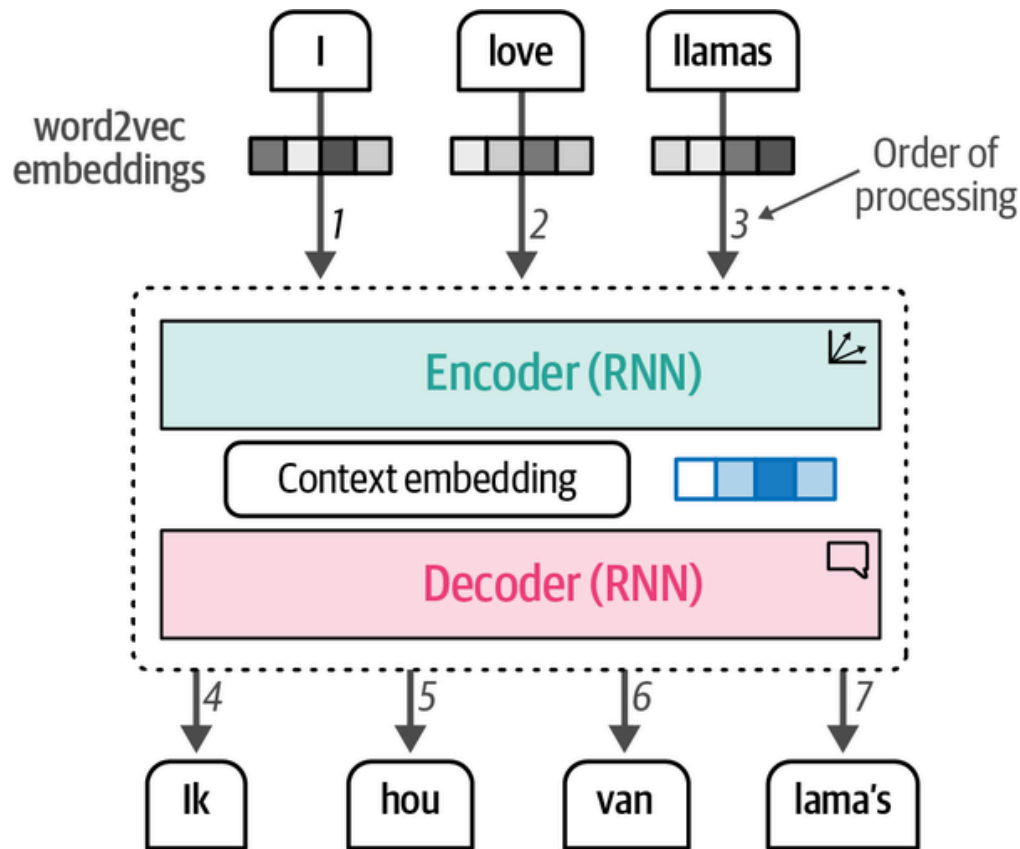 I love llamas
word2vec
embeddings
Order of
processing
1 2 3
Encoder (RNN)
Context embedding
Decoder (RNN)
4 5 6 7
Ik hou van lama's